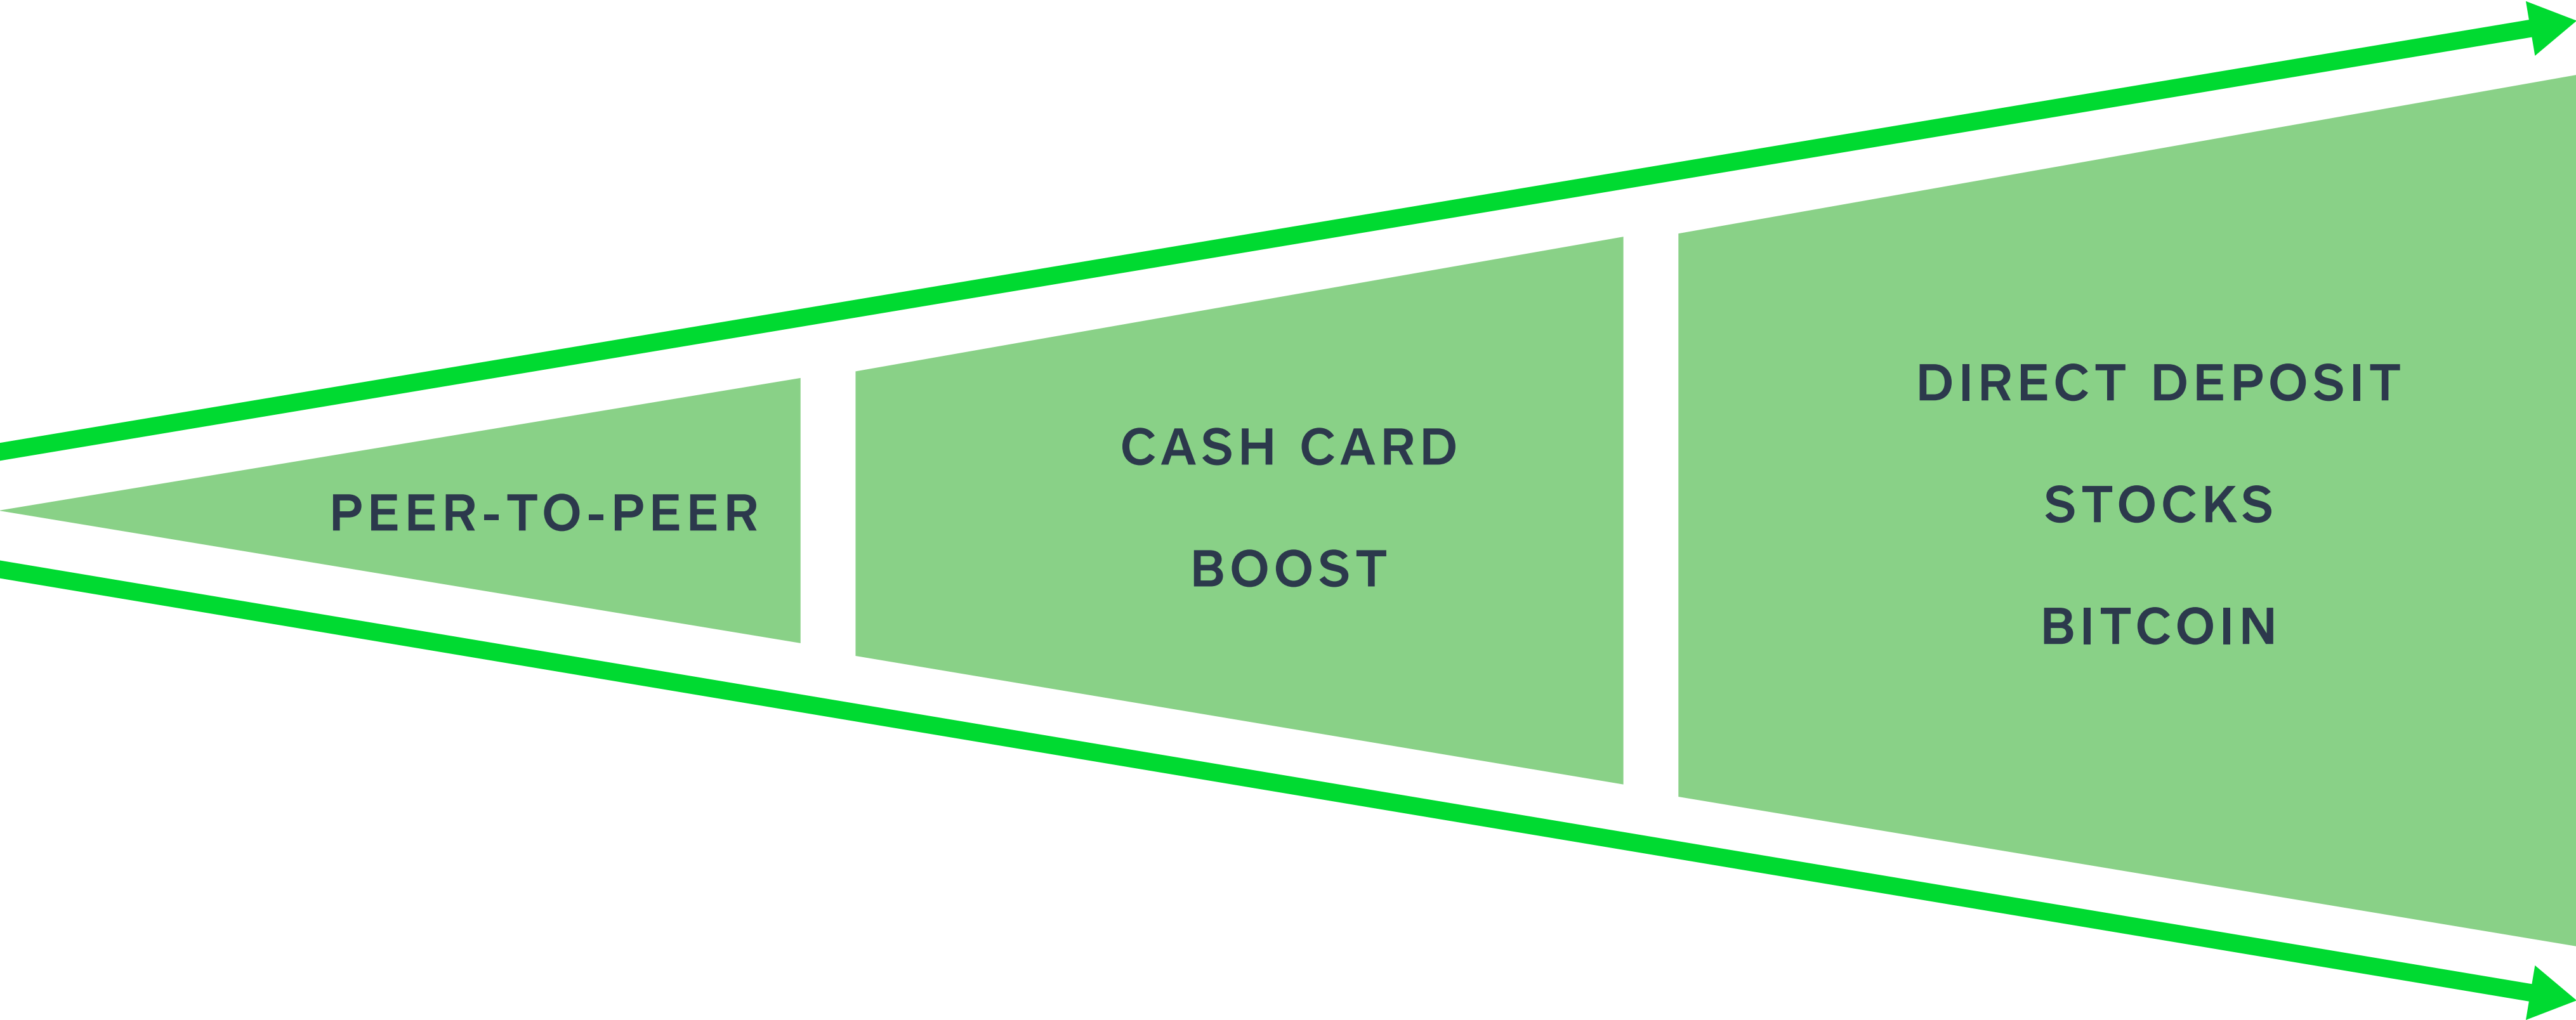 PEER-TO-PEER
CASH CARD
BOOST
DIRECT DEPOSIT
STOCKS
BITCOIN